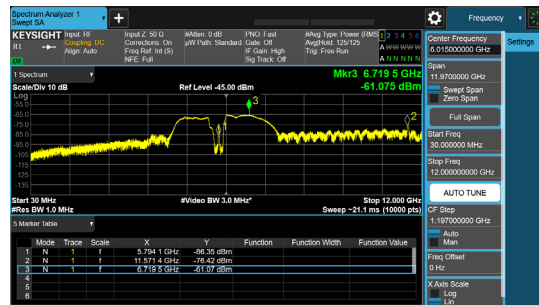 Spectrum Analyzer 1
Swept SA
+
Frequency
KEYSIGHT
Input: RF
Coupling: DC
Align: Auto
Input Z: 50 Ω
Corrections: On
Freq Ref: Int (S)
NFE: Full
#Atten: 0 dB
µW Path: Standard
PNO: Fast
Gate: Off
IF Gain: High
Sig Track: Off
#Avg Type: Power (RMS
Avg|Hold: 125/125
Trig: Free Run
1 2 3 4 5 6
A W W W W W
A N N N N N
1 Spectrum
Scale/Div 10 dB
Ref Level -45.00 dBm
Mkr3 6.719 5 GHz
-61.075 dBm
Log
-55.0
-65.0
-85.0
-95.0
-105
-115
-125
-135
3
2
Start 30 MHz
#Res BW 1.0 MHz
#Video BW 3.0 MHz*
Stop 12.000 GHz
Sweep ~21.1 ms (10000 pts)
5 Marker Table
Mode Trace Scale X Y Function Function Width Function Value
1 N 1 f 5.794 1 GHz -86.35 dBm
2 N 1 f 11.571 4 GHz -76.42 dBm
3 N 1 f 6.719 5 GHz -61.07 dBm
4
5
6
Center Frequency
6.015000000 GHz
Settings
Span
11.9700000 GHz
Swept Span
Zero Span
Full Span
Start Freq
30.000000 MHz
Stop Freq
12.000000000 GHz
AUTO TUNE
CF Step
1.197000000 GHz
Auto
Man
Freq Offset
0 Hz
X Axis Scale
Log
Lin